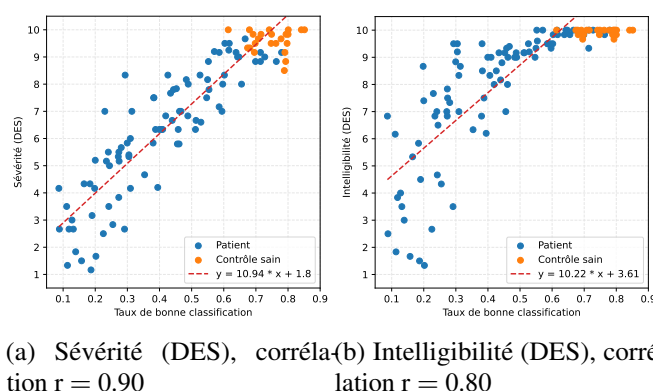 10
9
8
7
6
5
4
3
2
1
Sévérité (DES)
Patient
Contrôle sain
y = 10.94 * x + 1.8
0.1 0.2 0.3 0.4 0.5 0.6 0.7 0.8 0.9
Taux de bonne classification
10
9
8
7
6
5
4
3
2
1
Intelligibilité (DES)
Patient
Contrôle sain
y = 10.22 * x + 3.61
0.1 0.2 0.3 0.4 0.5 0.6 0.7 0.8 0.9
Taux de bonne classification
(a) Sévérité (DES), corréla-
tion r = 0.90
(b) Intelligibilité (DES), corré
lation r = 0.80